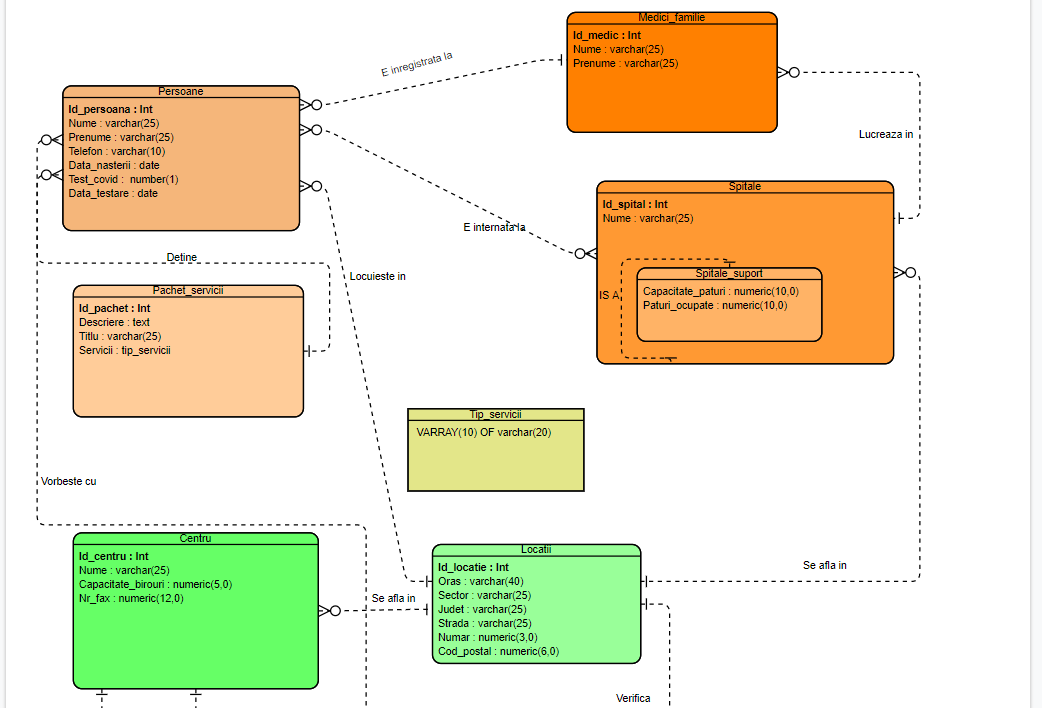 Medici_familie
Id_medic : Int
Nume : varchar(25)
Prenume : varchar(25)
E inregistrata la
Persoane
Id_persoana : Int
Nume : varchar(25)
Prenume : varchar(25)
Telefon : varchar(10)
Data_nasterii : date
Test_covid : number(1)
Data_testare : date
Lucreaza in
Spitale
Id_spital : Int
Nume : varchar(25)
E internata la
Spitale_suport
Capacitate_paturi : numeric(10,0)
Paturi_ocupate : numeric(10,0)
IS A
Detine
Locuieste in
Pachet_servicii
Id_pachet : Int
Descriere : text
Titlu : varchar(25)
Servicii : tip_servicii
Tip_servicii
VARRAY(10) OF varchar(20)
Vorbeste cu
Centru
Id_centru : Int
Nume : varchar(25)
Capacitate_birouri : numeric(5,0)
Nr_fax : numeric(12,0)
Se afla in
Locatii
Id_locatie : Int
Oras : varchar(40)
Sector : varchar(25)
Judet : varchar(25)
Strada : varchar(25)
Numar : numeric(3,0)
Cod_postal : numeric(6,0)
Se afla in
Verifica